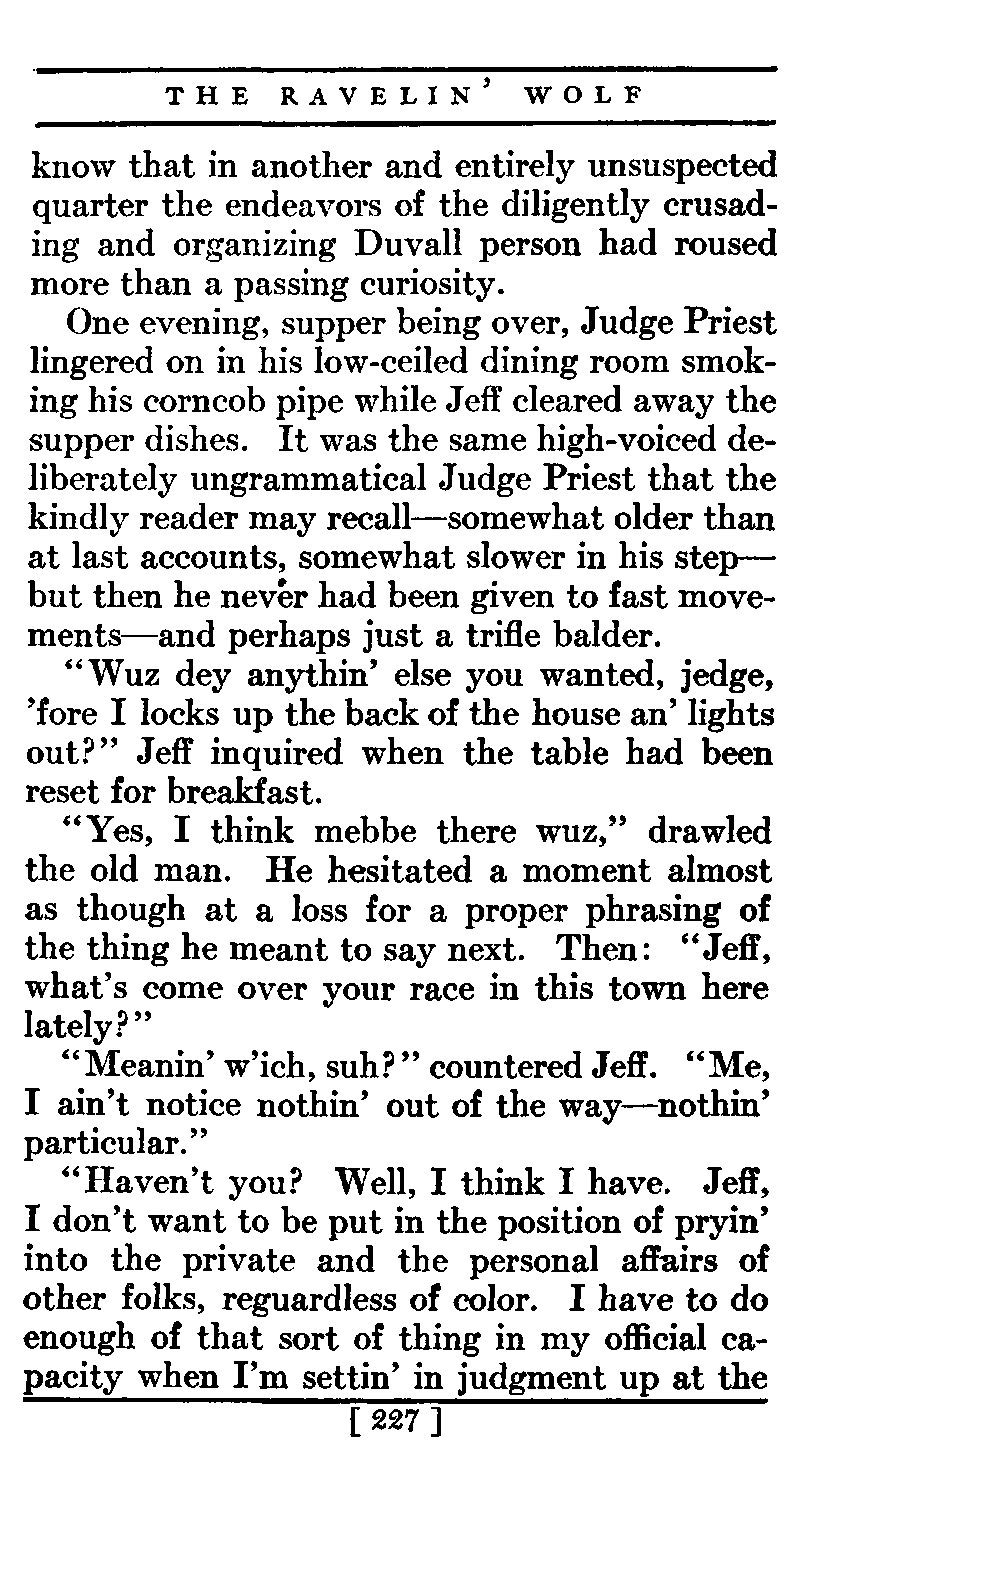 THE RAVELIN' WOLF
know that in another and entirely unsuspected
quarter the endeavors of the diligently crusad-
ing and organizing Duvall person had roused
more than a passing curiosity.
One evening, supper being over, Judge Priest
lingered on in his low-ceiled dining room smok-
ing his corncob pipe while Jeff cleared away the
supper dishes. It was the same high-voiced de-
liberately ungrammatical Judge Priest that the
kindly reader may recall—somewhat older than
at last accounts, somewhat slower in his step—
but then he never had been given to fast move-
ments—and perhaps just a trifle balder.
“Wuz dey anythin’ else you wanted, jedge,
’fore I locks up the back of the house an’ lights
out?” Jeff inquired when the table had been
reset for breakfast.
“Yes, I think mebbe there wuz,” drawled
the old man. He hesitated a moment almost
as though at a loss for a proper phrasing of
the thing he meant to say next. Then: “Jeff,
what’s come over your race in this town here
lately?”
“Meanin’ w’ich, suh?” countered Jeff. “Me,
I ain’t notice nothin’ out of the way—nothin’
particular.”
“Haven’t you? Well, I think I have. Jeff,
I don’t want to be put in the position of pryin’
into the private and the personal affairs of
other folks, reguardless of color. I have to do
enough of that sort of thing in my official ca-
pacity when I’m settin’ in judgment up at the
[ 227 ]